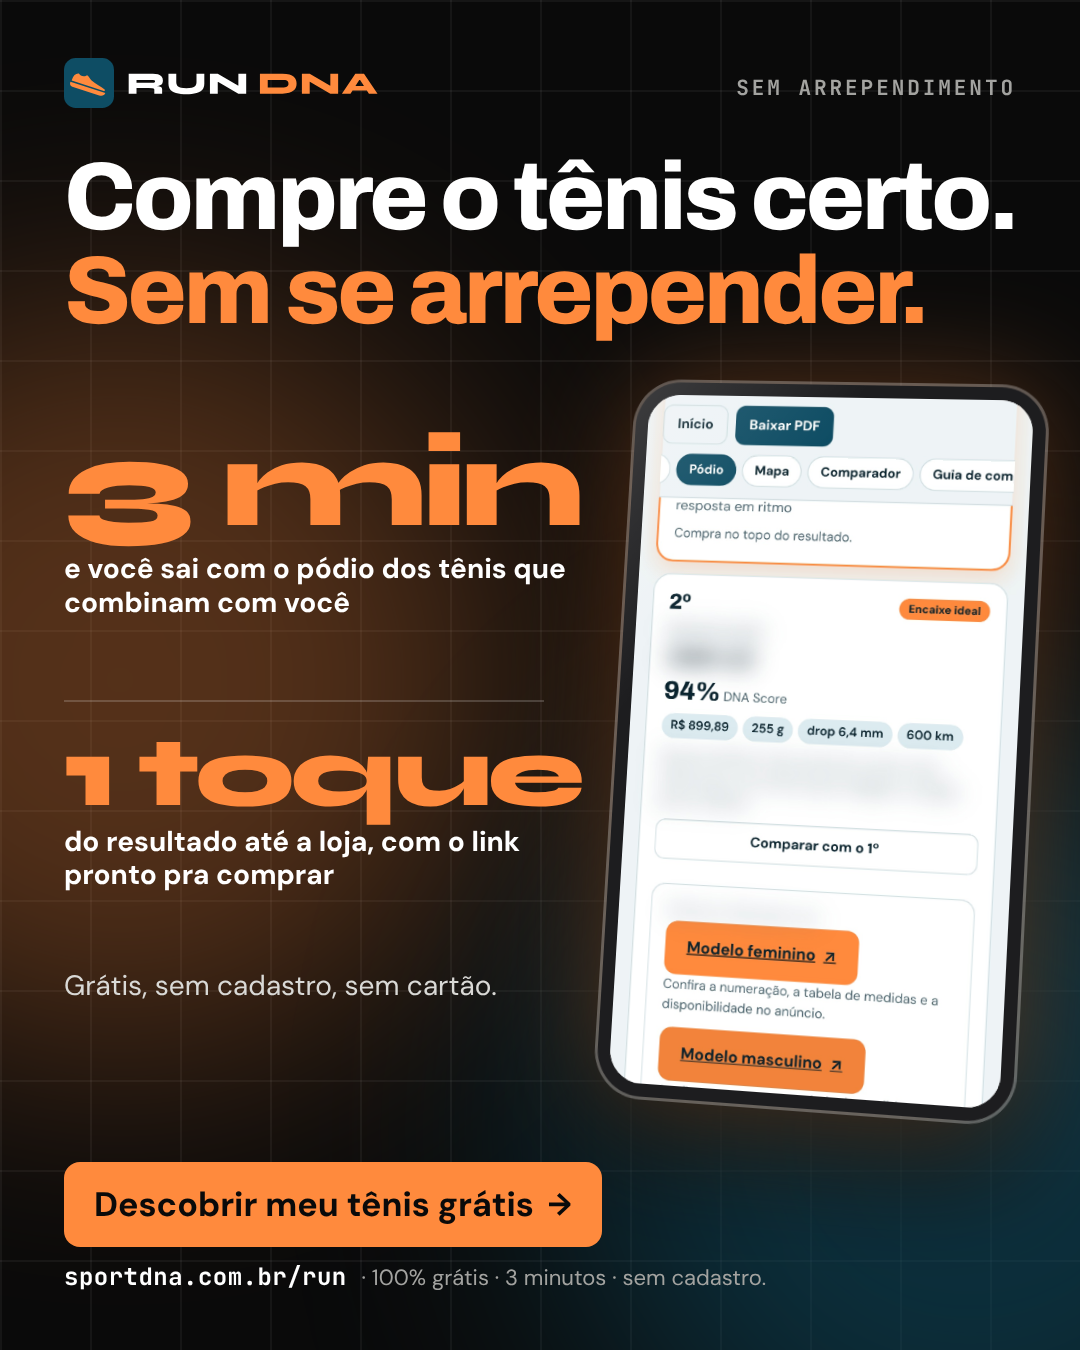 RUN DNA
SEM ARREPENDIMENTO
Compre o tênis certo.
Sem se arrepender.
3 min
e você sai com o pódio dos tênis que
combinam com você
1 toque
do resultado até a loja, com o link
pronto pra comprar
Grátis, sem cadastro, sem cartão.
Início
Baixar PDF
Pódio
Mapa
Comparador
Guia de com
resposta em ritmo
Compra no topo do resultado.
2º
Encaixe ideal
94% DNA Score
R$ 899,89
255 g
drop 6,4 mm
600 km
Comparar com o 1º
Modelo feminino ↗
Confira a numeração, a tabela de medidas e a
disponibilidade no anúncio.
Modelo masculino ↗
Descobrir meu tênis grátis →
sportdna.com.br/run · 100% grátis · 3 minutos · sem cadastro.